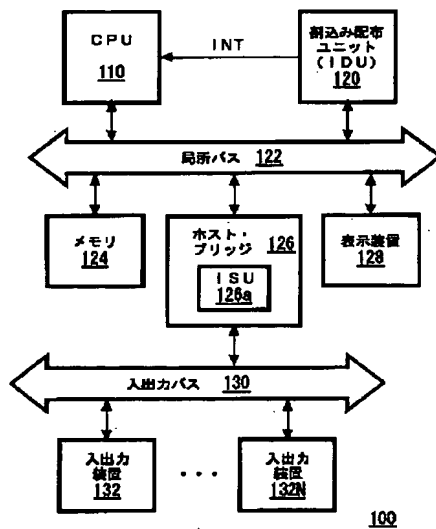 CPU
110
INT
割込み配布
ユニット
(IDU)
120
局所バス 122
メモリ
124
ホスト・
ブリッジ 126
ISU
126a
表示装置
128
入出力バス 130
入出力
装置
132
・・・
入出力
装置
132N
100